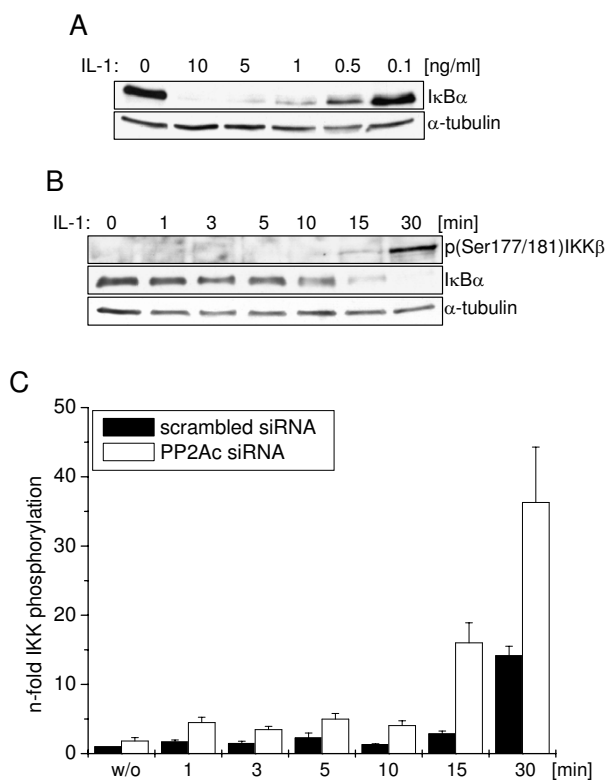 A
IL-1: 0 10 5 1 0.5 0.1 [ng/ml]
IκBα
α-tubulin
B
IL-1: 0 1 3 5 10 15 30 [min]
p(Ser177/181)IKKβ
IκBα
α-tubulin
C
scrambled siRNA
PP2Ac siRNA
n-fold IKK phosphorylation
50
40
30
20
10
0
w/o 1 3 5 10 15 30 [min]